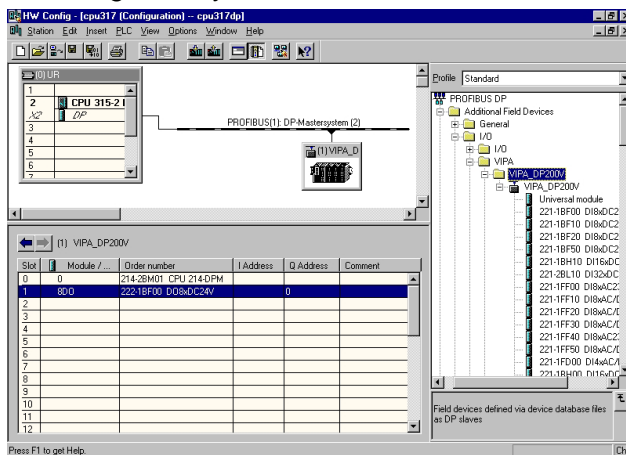 HW Config - [cpu317 (Configuration) -- cpu317dp]
Station Edit Insert PLC View Options Window Help
(0) UR
1
2 CPU 315-2
X2 DP
3
4
5
6
7
PROFIBUS(1): DP-Mastersystem (2)
(1) VIPA_D
Profile Standard
PROFIBUS DP
Additional Field Devices
General
I/O
I/O
VIPA
VIPA_DP200V
VIPA_DP200V
Universal module
221-1BF00 DI8xDC2
221-1BF10 DI8xDC2
221-1BF20 DI8xDC2
221-1BF50 DI8xDC2
221-1BH10 DI16xDC
221-2BL10 DI32xDC
221-1FF00 DI8xAC2
221-1FF10 DI8xAC/D
221-1FF20 DI8xAC/D
221-1FF30 DI8xAC/D
221-1FF40 DI8xAC2
221-1FF50 DI8xAC/D
221-1FD00 DI4xAC/
221-1BH00 DI16xDC
(1) VIPA_DP200V
Slot Module / ... Order number I Address Q Address Comment
0 0 214-2BM01 CPU 214-DPM
1 8DO 222-1BF00 DO8xDC24V 0
2
3
4
5
6
7
8
9
10
11
12
Field devices defined via device database files
as DP slaves
Press F1 to get Help. Ch